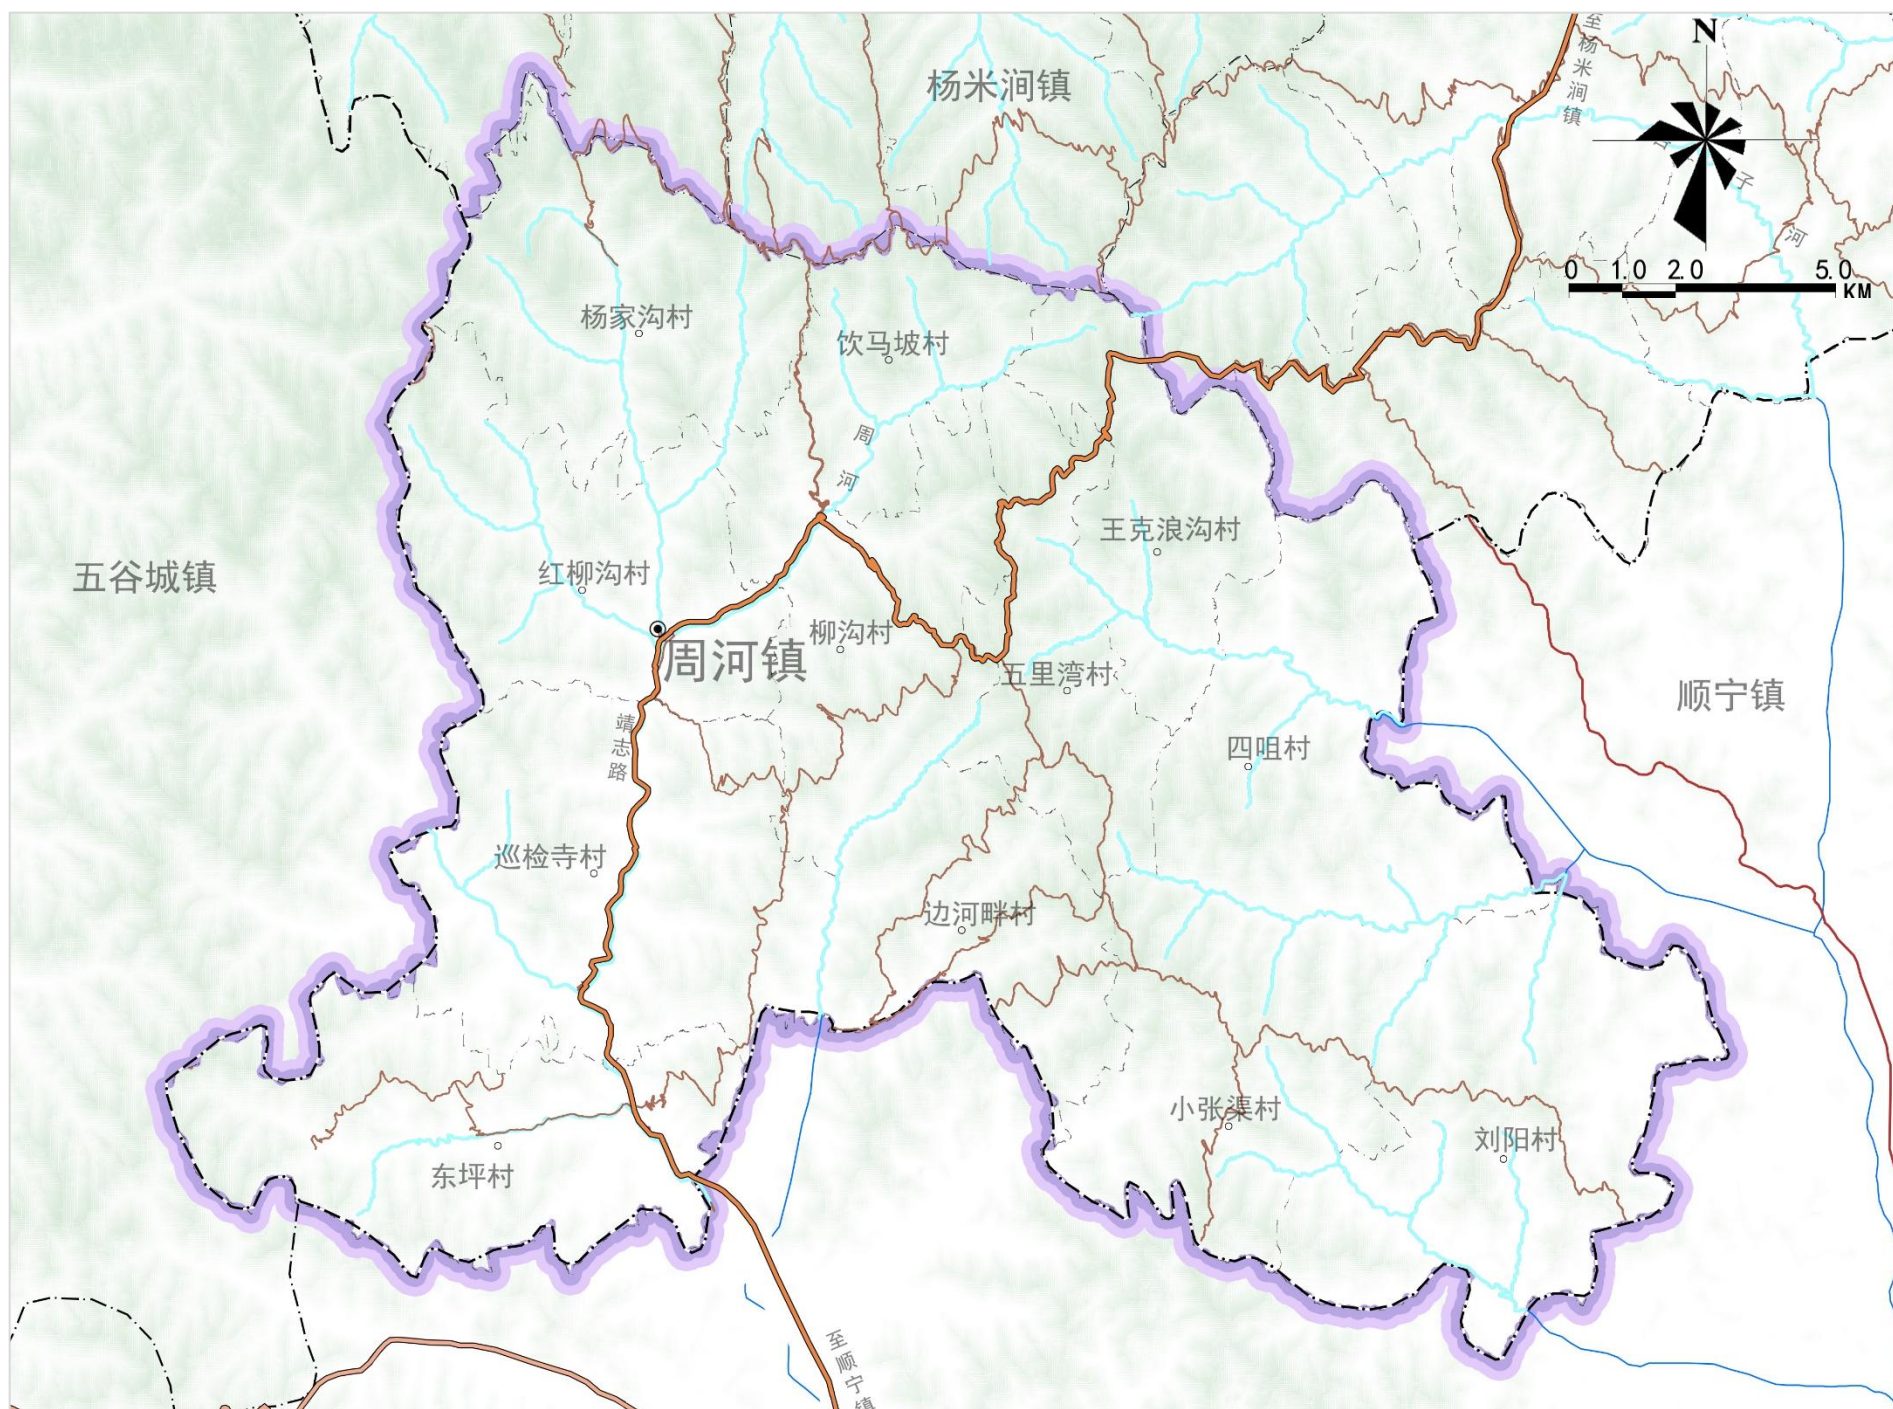 至杨米涧镇
N
杨米涧镇
子
河
0 1.0 2.0 5.0
KM
杨家沟村
饮马坡村
周河
王克浪沟村
五谷城镇
红柳沟村
柳沟村
周河镇
五里湾村
顺宁镇
靖志路
四咀村
巡检寺村
边河畔村
小张渠村
刘阳村
东坪村
至顺宁镇